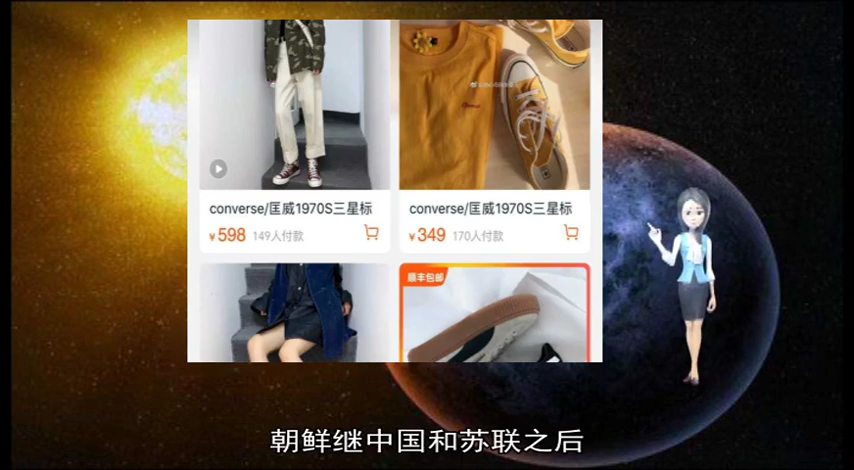 converse/匡威1970S三星标
¥598 149人付款
converse/匡威1970S三星标
¥349 170人付款
顺丰包邮
朝鲜继中国和苏联之后